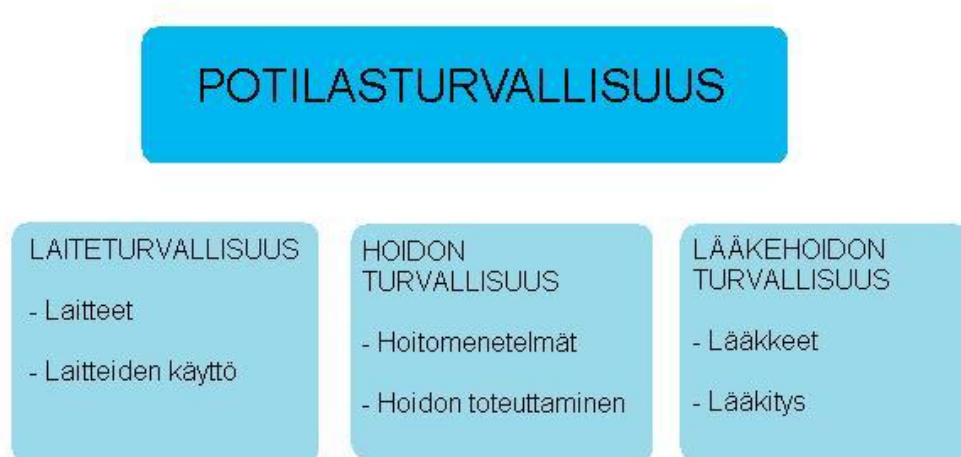 POTILASTURVALLISUUS
LAITETURVALLISUUS
- Laitteet
- Laitteiden käyttö
HOIDON
TURVALLISUUS
- Hoitomenetelmät
- Hoidon toteuttaminen
LÄÄKEHOIDON
TURVALLISUUS
- Lääkkeet
- Lääkitys